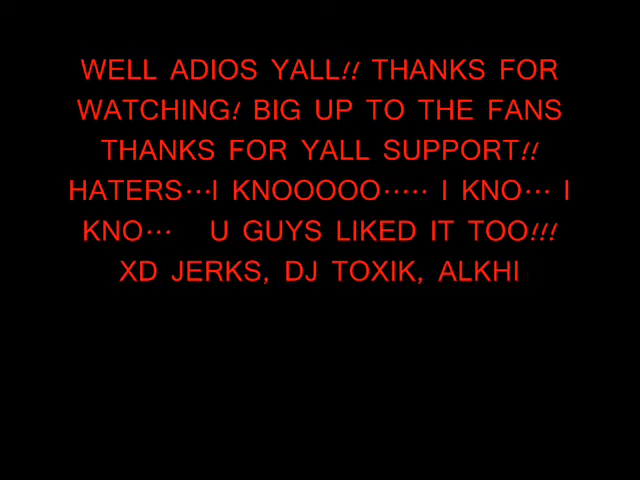 WELL ADIOS YALL!! THANKS FOR
WATCHING! BIG UP TO THE FANS
THANKS FOR YALL SUPPORT!!
HATERS...I KNOOOOO..... I KNO... I
KNO... U GUYS LIKED IT TOO!!!
XD JERKS, DJ TOXIK, ALKHI